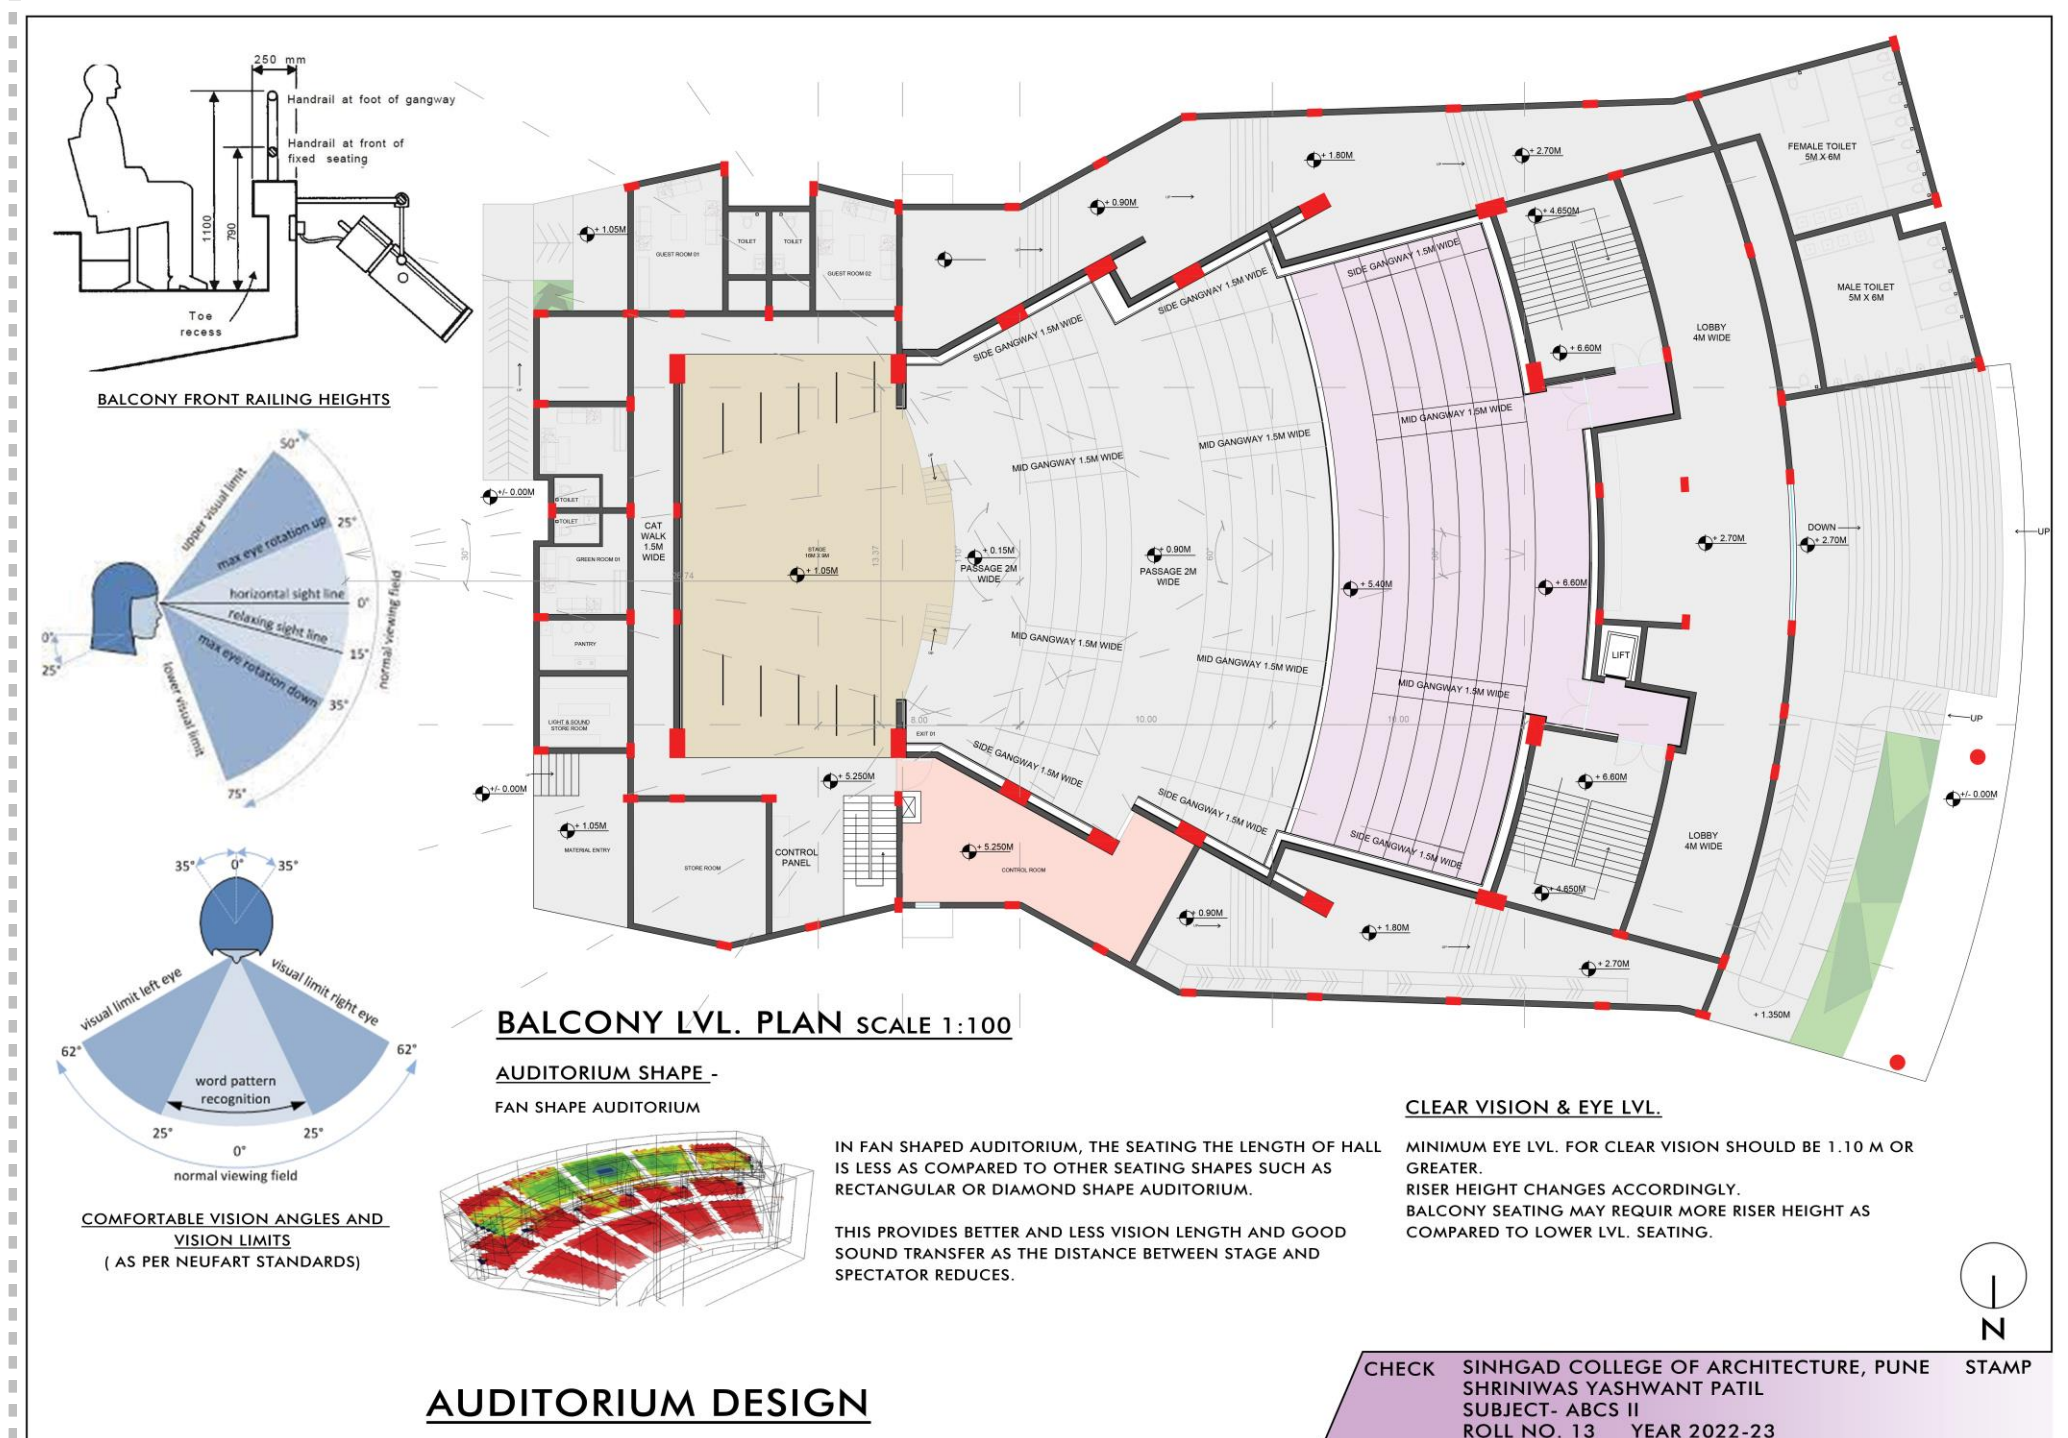 250 mm
Handrail at foot of gangway
Handrail at front of
fixed seating
1100
790
Toe
recess
BALCONY FRONT RAILING HEIGHTS
50°
upper visual limit
max eye rotation up
25°
horizontal sight line
0°
relaxing sight line
15°
max eye rotation down
35°
lower visual limit
75°
normal viewing field
0°
25°
35°
0°
35°
visual limit left eye
visual limit right eye
62°
62°
word pattern
recognition
25°
25°
0°
normal viewing field
COMFORTABLE VISION ANGLES AND
VISION LIMITS
( AS PER NEUFART STANDARDS)
+ 1.05M
GUEST ROOM 01
TOILET
TOILET
GUEST ROOM 02
+ 0.90M
+ 1.80M
+ 2.70M
FEMALE TOILET
5M X 6M
MALE TOILET
5M X 6M
+ 4.650M
+ 6.60M
LOBBY
4M WIDE
SIDE GANGWAY 1.5M WIDE
SIDE GANGWAY 1.5M WIDE
SIDE GANGWAY 1.5M WIDE
MID GANGWAY 1.5M WIDE
MID GANGWAY 1.5M WIDE
MID GANGWAY 1.5M WIDE
+/- 0.00M
TOILET
TOILET
GREEN ROOM 01
30°
CAT
WALK
1.5M
WIDE
STAGE
+ 1.05M
13.37
110°
+ 0.15M
PASSAGE 2M
WIDE
+ 0.90M
PASSAGE 2M
WIDE
60°
+ 5.40M
+ 6.60M
+ 2.70M
DOWN
+ 2.70M
UP
LIFT
PANTRY
LIGHT & SOUND
STORE ROOM
MID GANGWAY 1.5M WIDE
MID GANGWAY 1.5M WIDE
MID GANGWAY 1.5M WIDE
8.00
10.00
10.00
EXIT 01
UP
SIDE GANGWAY 1.5M WIDE
SIDE GANGWAY 1.5M WIDE
SIDE GANGWAY 1.5M WIDE
+ 5.250M
+/- 0.00M
+ 1.05M
MATERIAL ENTRY
STORE ROOM
CONTROL
PANEL
+ 5.250M
CONTROL ROOM
+ 6.60M
+ 4.650M
LOBBY
4M WIDE
+/- 0.00M
+ 0.90M
+ 1.80M
+ 2.70M
+ 1.350M
BALCONY LVL. PLAN SCALE 1:100
AUDITORIUM SHAPE -
FAN SHAPE AUDITORIUM
IN FAN SHAPED AUDITORIUM, THE SEATING THE LENGTH OF HALL
IS LESS AS COMPARED TO OTHER SEATING SHAPES SUCH AS
RECTANGULAR OR DIAMOND SHAPE AUDITORIUM.
THIS PROVIDES BETTER AND LESS VISION LENGTH AND GOOD
SOUND TRANSFER AS THE DISTANCE BETWEEN STAGE AND
SPECTATOR REDUCES.
CLEAR VISION & EYE LVL.
MINIMUM EYE LVL. FOR CLEAR VISION SHOULD BE 1.10 M OR
GREATER.
RISER HEIGHT CHANGES ACCORDINGLY.
BALCONY SEATING MAY REQUIR MORE RISER HEIGHT AS
COMPARED TO LOWER LVL. SEATING.
N
AUDITORIUM DESIGN
CHECK
SINHGAD COLLEGE OF ARCHITECTURE, PUNE
STAMP
SHRINIWAS YASHWANT PATIL
SUBJECT- ABCS II
ROLL NO. 13 YEAR 2022-23